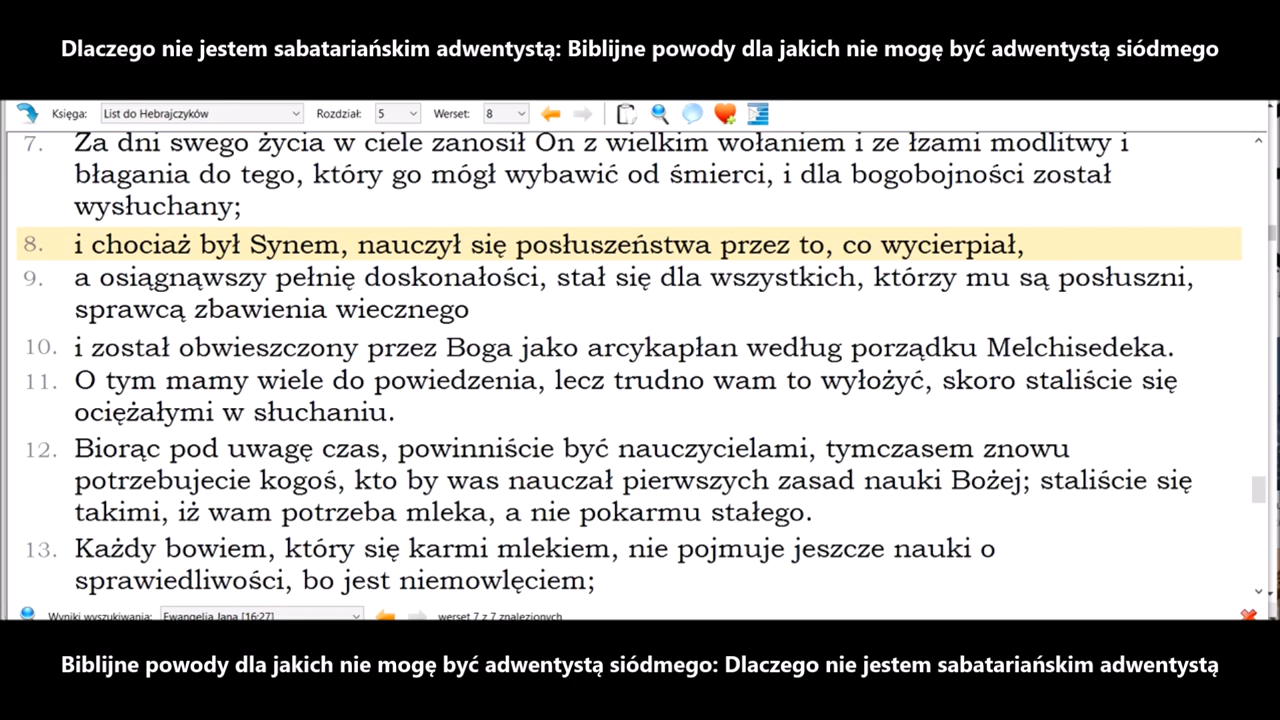 Dlaczego nie jestem sabatariańskim adwentystą: Biblijne powody dla jakich nie mogę być adwentystą siódmego
Księga: List do Hebrajczyków Rozdział: 5 Werset: 8
7. Za dni swego życia w ciele zanosił On z wielkim wołaniem i ze łzami modlitwy i
błagania do tego, który go mógł wybawić od śmierci, i dla bogobojności został
wysłuchany;
8. i chociaż był Synem, nauczył się posłuszeństwa przez to, co wycierpiał,
9. a osiągnąwszy pełnię doskonałości, stał się dla wszystkich, którzy mu są posłuszni,
sprawcą zbawienia wiecznego
10. i został obwieszczony przez Boga jako arcykapłan według porządku Melchisedeka.
11. O tym mamy wiele do powiedzenia, lecz trudno wam to wyłożyć, skoro staliście się
ociężałymi w słuchaniu.
12. Biorąc pod uwagę czas, powinniście być nauczycielami, tymczasem znowu
potrzebujecie kogoś, kto by was nauczał pierwszych zasad nauki Bożej; staliście się
takimi, iż wam potrzeba mleka, a nie pokarmu stałego.
13. Każdy bowiem, który się karmi mlekiem, nie pojmuje jeszcze nauki o
sprawiedliwości, bo jest niemowlęciem;
Wyniki wyszukiwania: Ewangelia Jana [16:27] werset 7 z 7 znalezionych
Biblijne powody dla jakich nie mogę być adwentystą siódmego: Dlaczego nie jestem sabatariańskim adwentystą